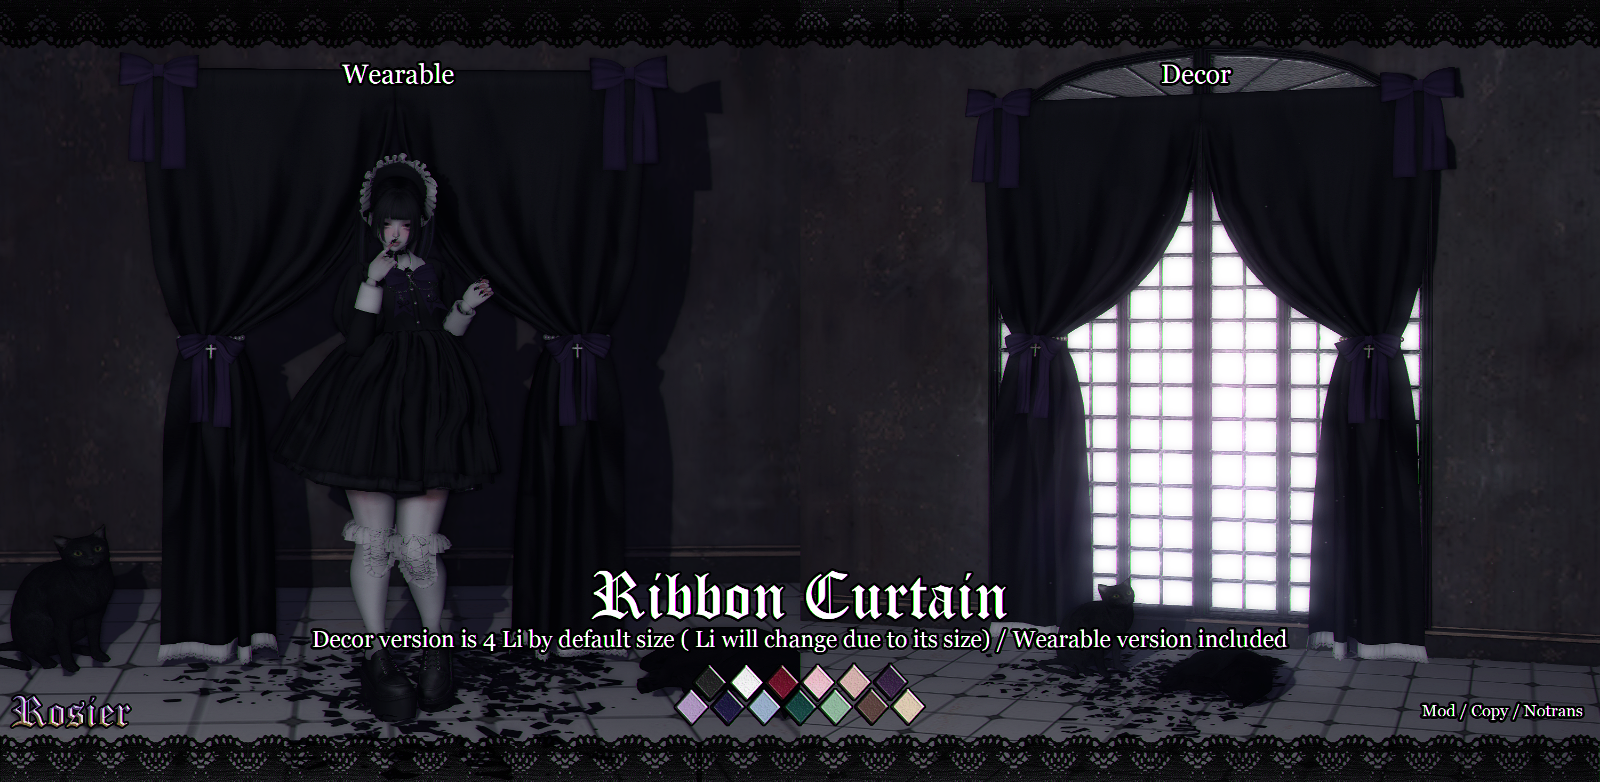 Wearable
Decor
Ribbon Curtain
Decor version is 4 Li by default size ( Li will change due to its size) / Wearable version included
Rosier
Mod / Copy / Notrans